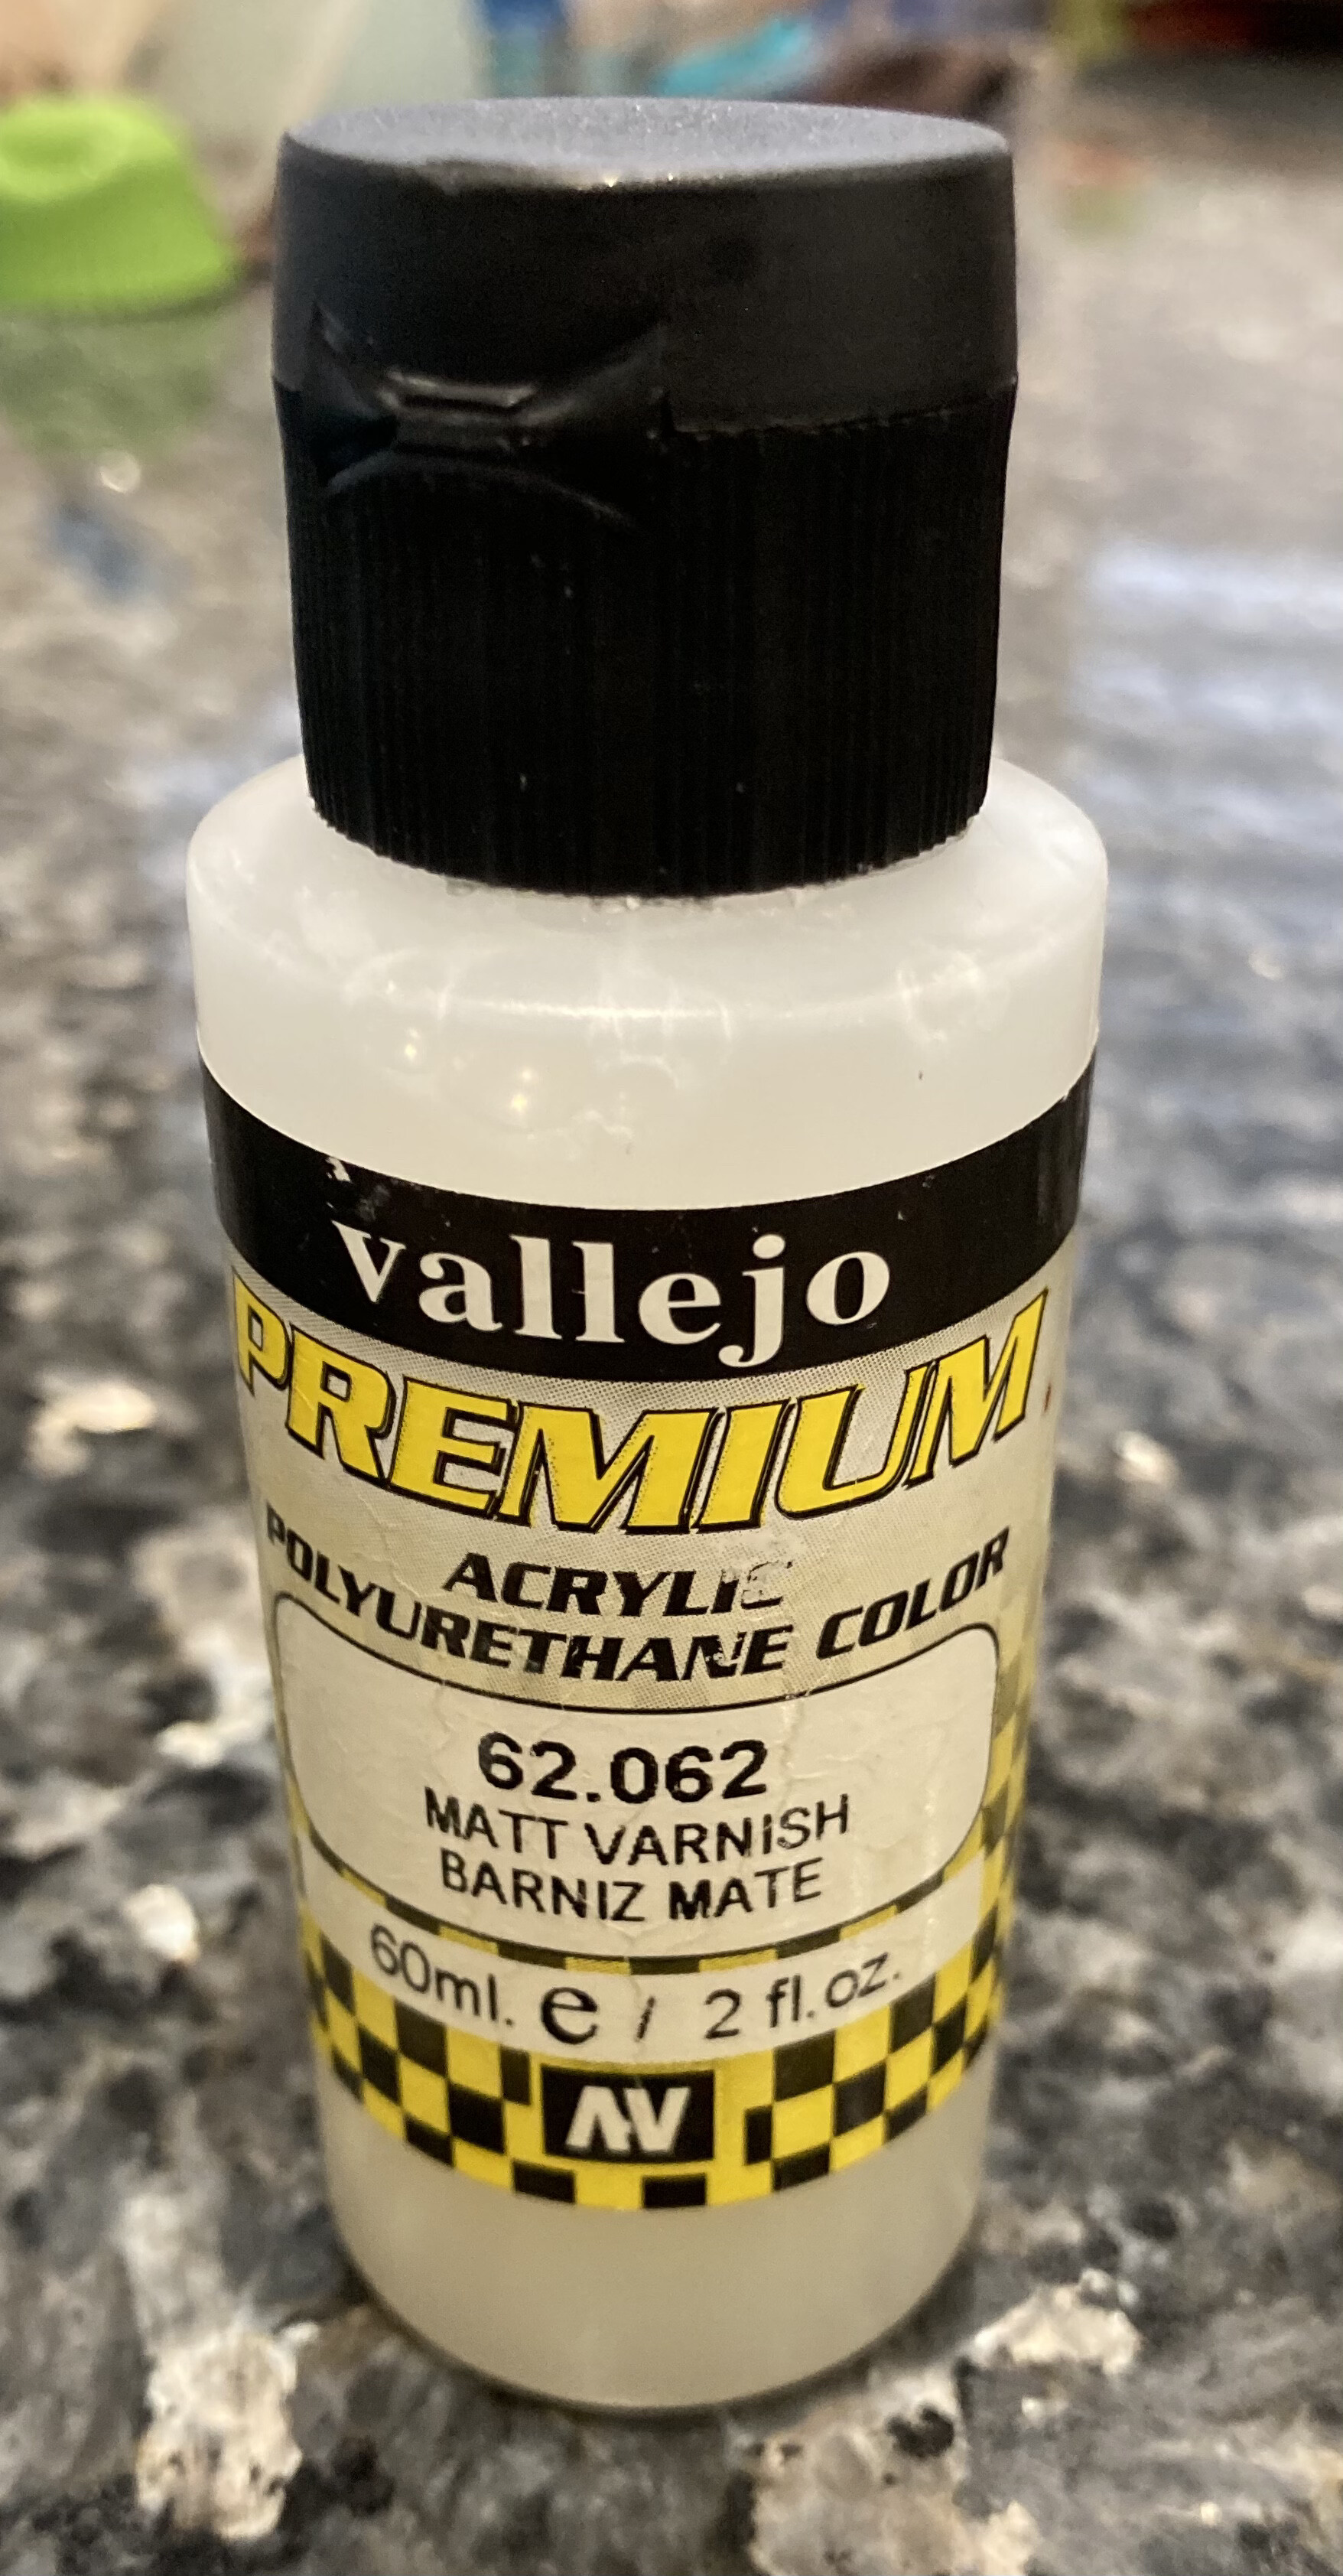 vallejo
PREMIUM
ACRYLIC
POLYURETHANE COLOR
62.062
MATT VARNISH
BARNIZ MATE
60ml. e / 2 fl.oz.
AV